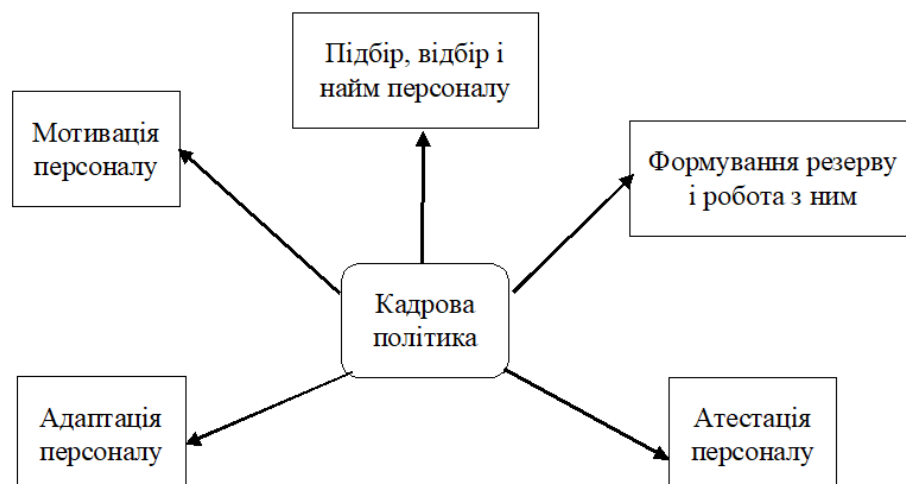 Підбір, відбір і
найм персоналу
Мотивація
персоналу
Формування резерву
і робота з ним
Кадрова
політика
Адаптація
персоналу
Атестація
персоналу